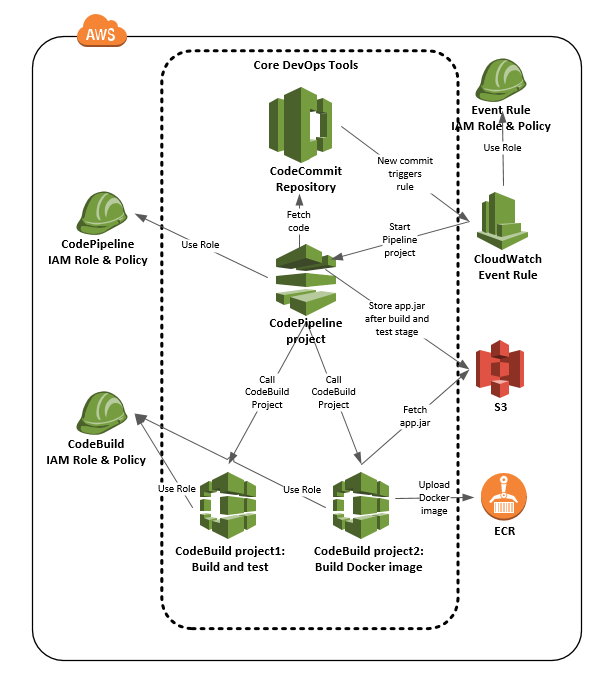 AWS
Core DevOps Tools
Event Rule
IAM Role & Policy
CodeCommit
Repository
New commit
triggers
rule
Use Role
Fetch
code
Start
Pipeline
project
CodePipeline
IAM Role & Policy
Use Role
CloudWatch
Event Rule
CodePipeline
project
Store app.jar
after build and
test stage
Call
CodeBuild
Project
Call
CodeBuild
Project
S3
Fetch
app.jar
CodeBuild
IAM Role & Policy
Use Role
Use Role
Upload
Docker
image
ECR
CodeBuild project1:
Build and test
CodeBuild project2:
Build Docker image